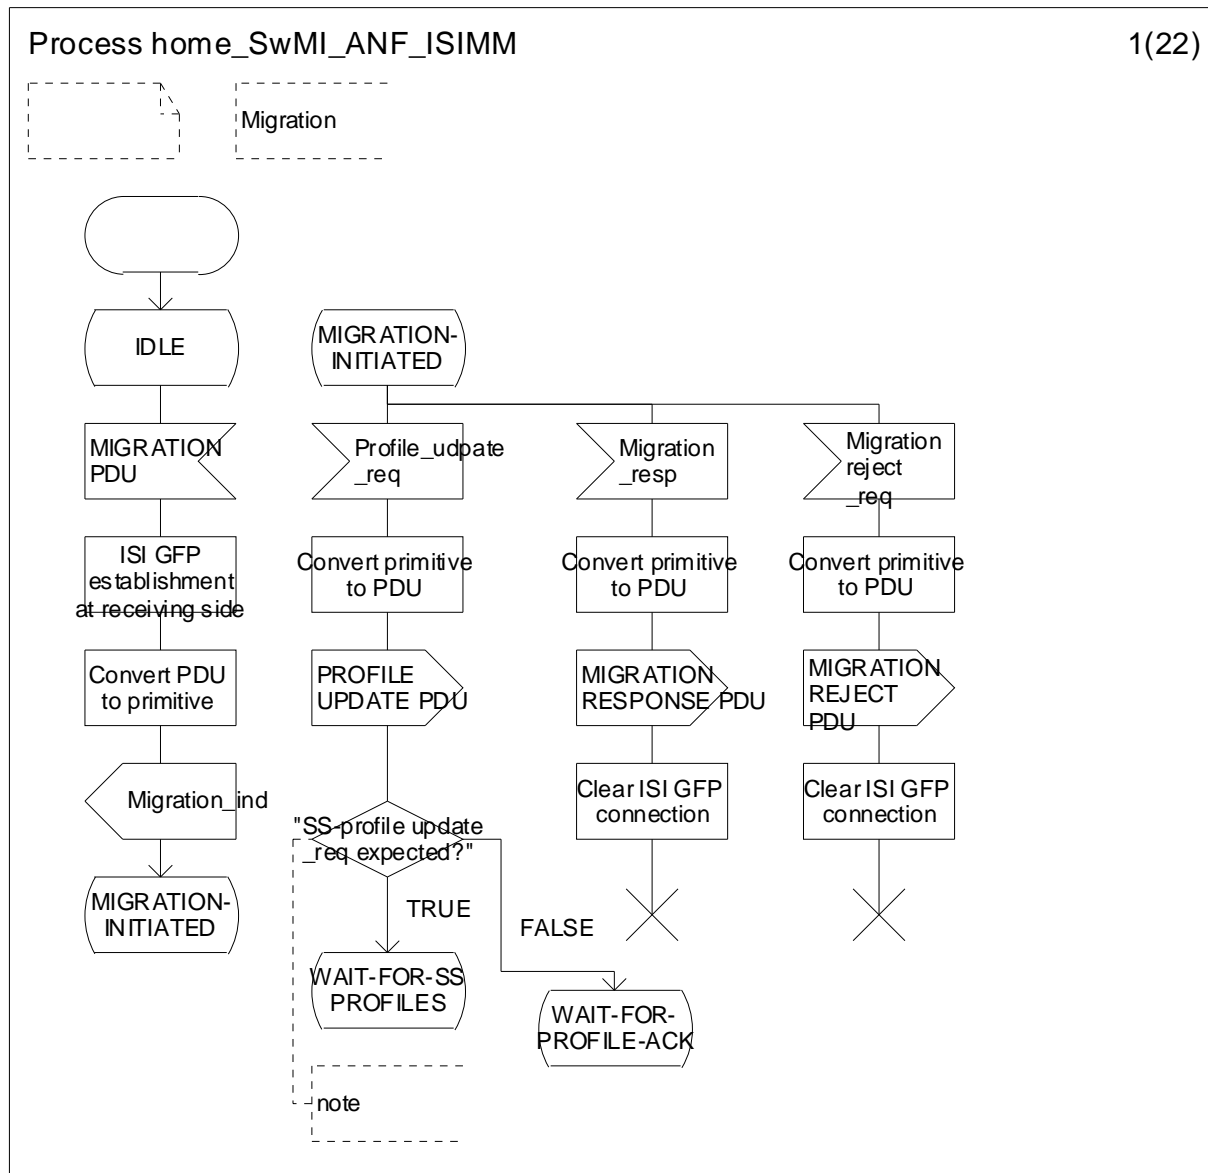 Process home_SwMI_ANF_ISIMM
1(22)
Migration
IDLE
MIGRATION
PDU
ISI GFP
establishment
at receiving side
Convert PDU
to primitive
Migration_ind
MIGRATION-
INITIATED
MIGRATION-
INITIATED
Profile_udpate
_req
Convert primitive
to PDU
PROFILE
UPDATE PDU
"SS-profile update
_req expected?"
TRUE
FALSE
WAIT-FOR-SS
PROFILES
WAIT-FOR-
PROFILE-ACK
note
Migration
_resp
Convert primitive
to PDU
MIGRATION
RESPONSE PDU
Clear ISI GFP
connection
Migration
reject
_req
Convert primitive
to PDU
MIGRATION
REJECT
PDU
Clear ISI GFP
connection